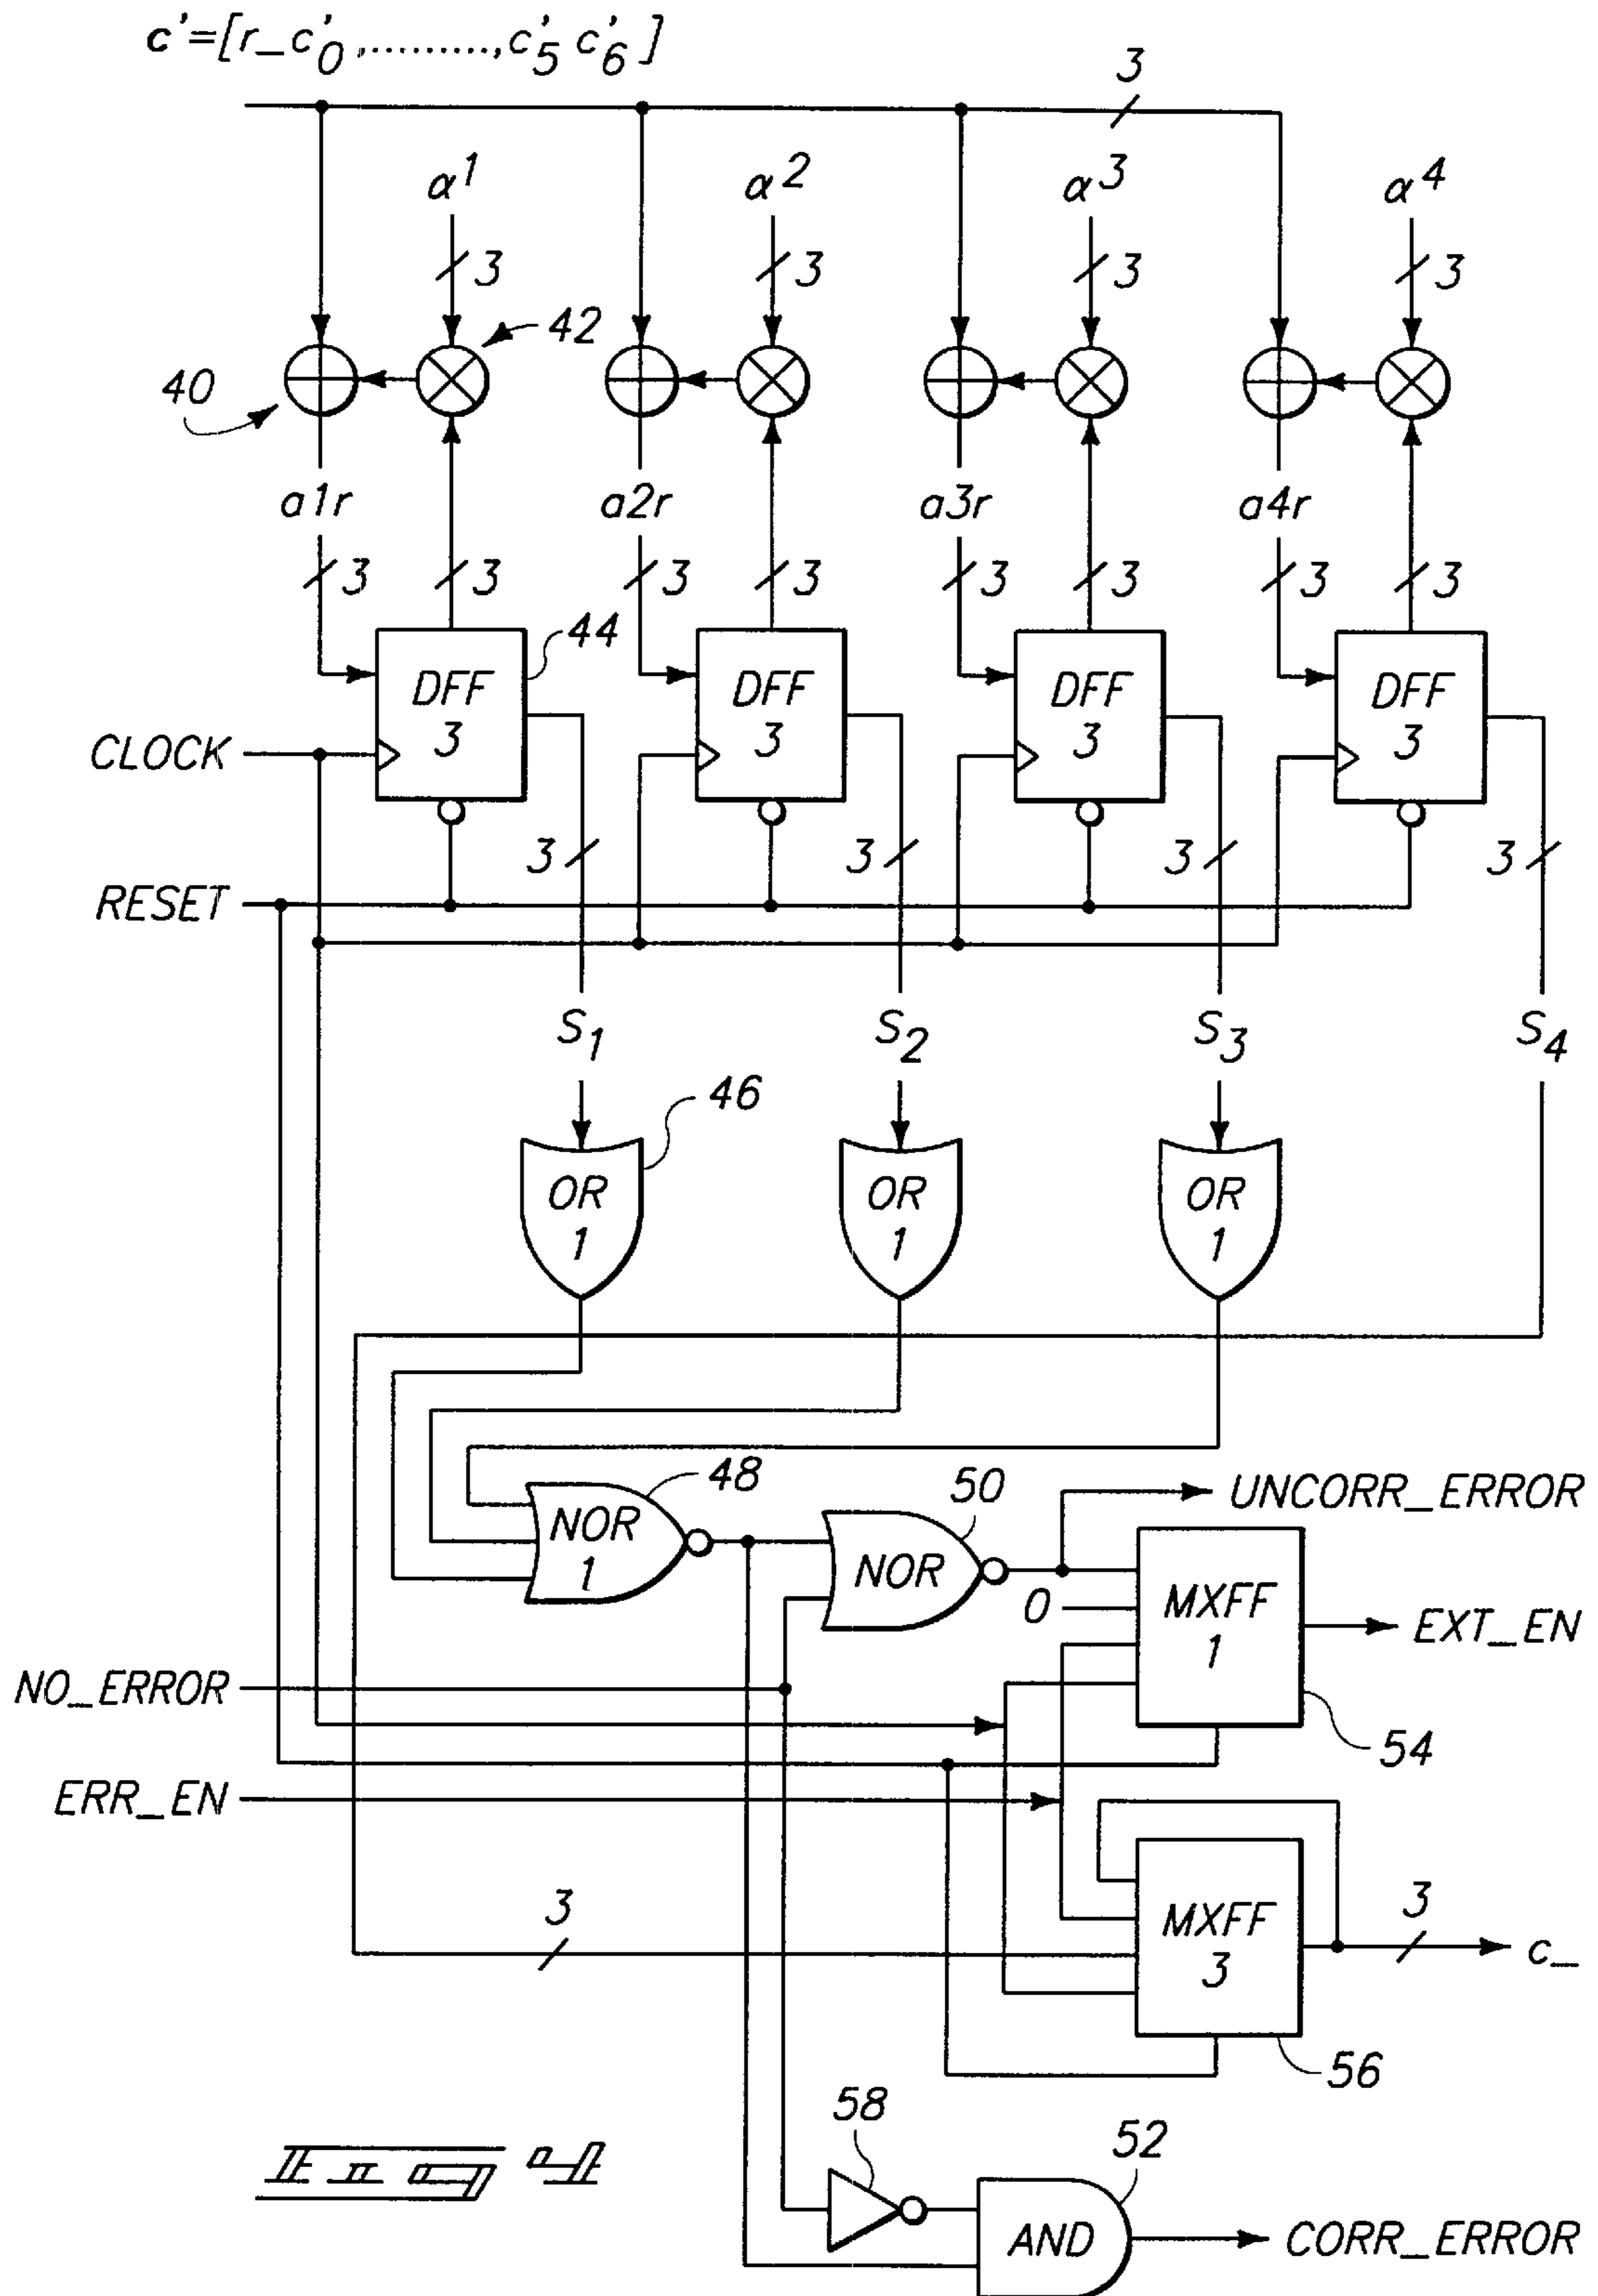 c'=[r_c'0,.........,c'5 c'6]
3
α1 α2 α3 α4
3 3 3 3
42
40
a1r a2r a3r a4r
3 3 3 3 3 3 3 3
44
DFF 3 DFF 3 DFF 3 DFF 3
CLOCK
3 3 3 3
RESET
S1 S2 S3 S4
46
OR 1 OR 1 OR 1
48
50
UNCORR_ERROR
NOR 1
NOR
0
MXFF 1
EXT_EN
NO_ERROR
54
ERR_EN
3
MXFF 3
3
c_
56
58
52
Fig 4
AND
CORR_ERROR